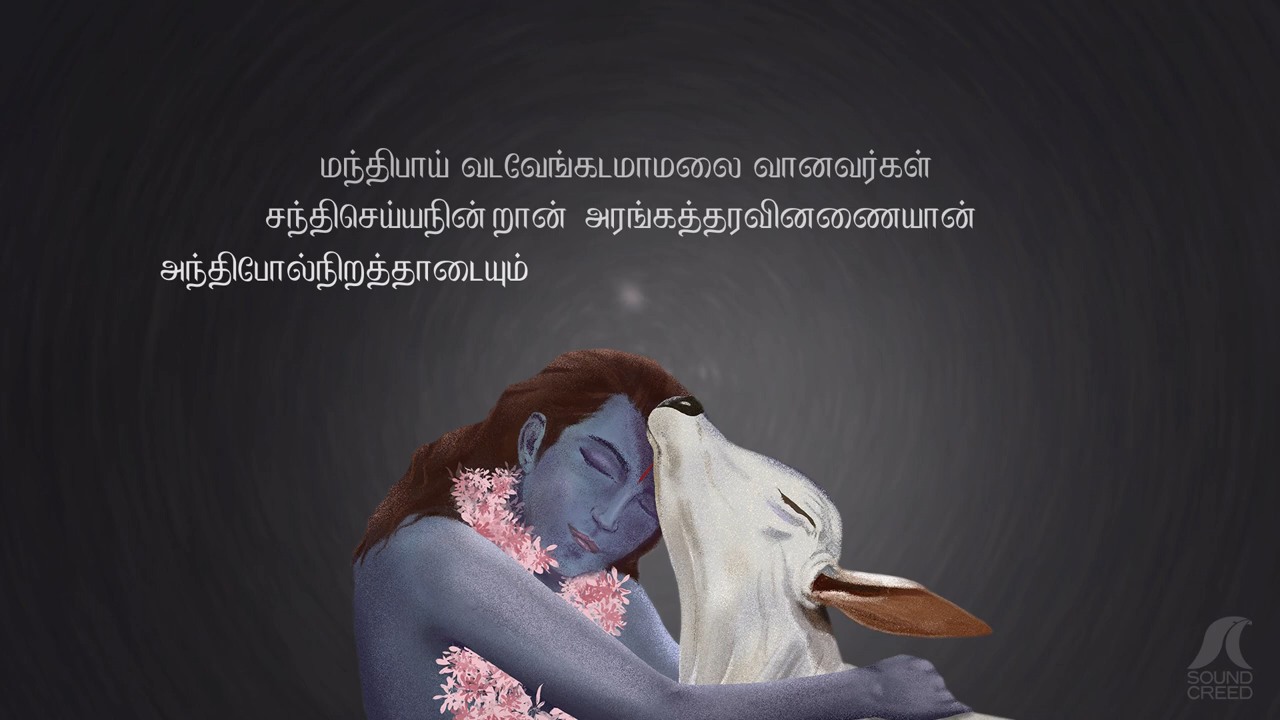 மந்திபாய் வடவேங்கடமாமலை வானவர்கள்
சந்திசெய்யநின்றான் அரங்கத்தரவினணையான்
அந்திபோல்நிறத்தாடையும்
SOUND
CREED